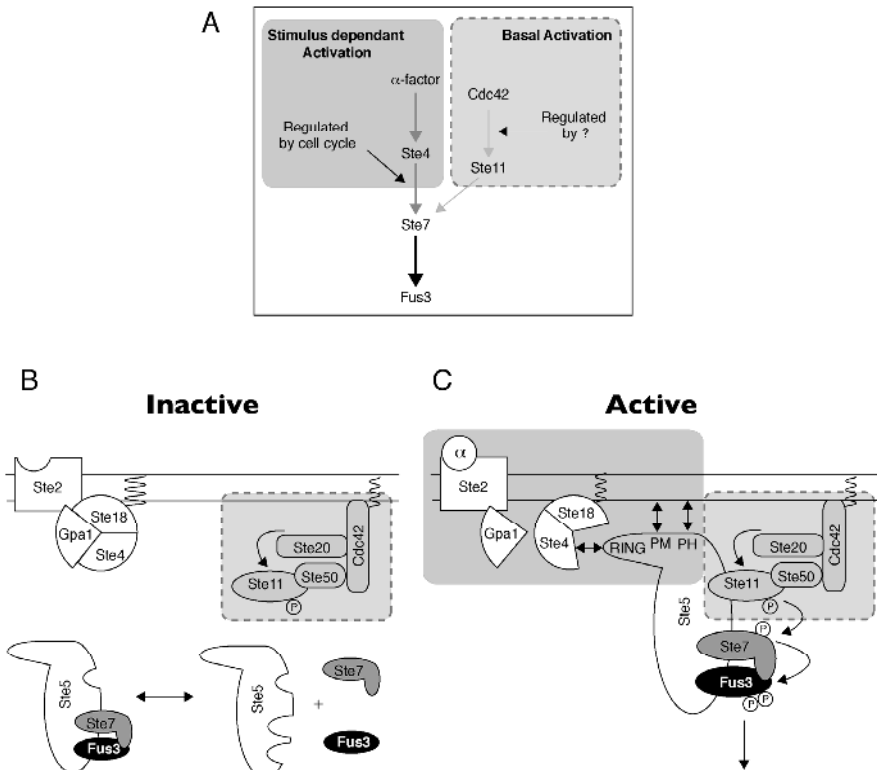 A
Stimulus dependant
Activation
Basal Activation
α-factor
Cdc42
Regulated
by cell cycle
Regulated
by ?
Ste4
Ste11
Ste7
Fus3
B
Inactive
Ste2
Ste18
Gpa1
Ste4
Cdc42
Ste20
Ste50
Ste11
P
Ste5
Ste7
Fus3
Ste5
+
Ste7
Fus3
C
Active
α
Ste2
Gpa1
Ste18
Ste4
RING
PM
PH
Ste5
Cdc42
Ste20
Ste50
Ste11
P
P
Ste7
Fus3
P
P